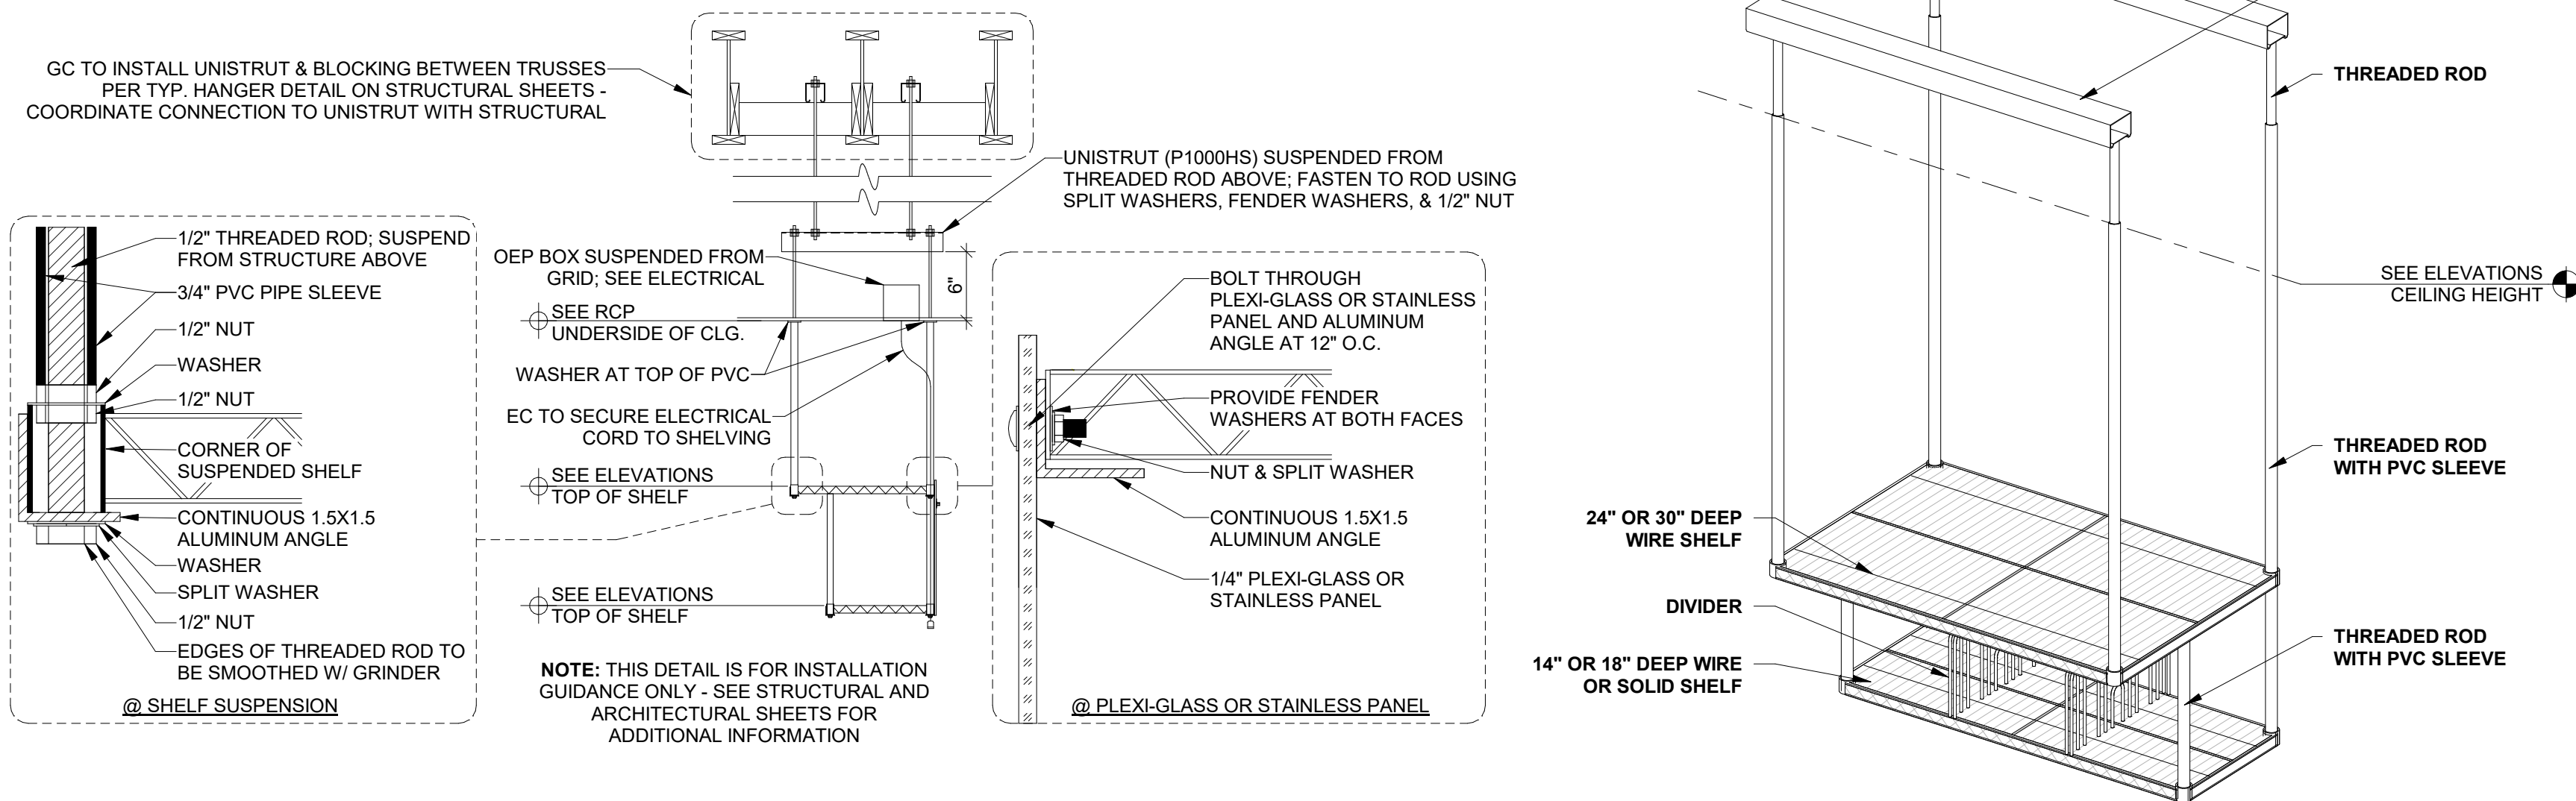 GC TO INSTALL UNISTRUT & BLOCKING BETWEEN TRUSSES
PER TYP. HANGER DETAIL ON STRUCTURAL SHEETS -
COORDINATE CONNECTION TO UNISTRUT WITH STRUCTURAL
UNISTRUT (P1000HS) SUSPENDED FROM
THREADED ROD ABOVE; FASTEN TO ROD USING
SPLIT WASHERS, FENDER WASHERS, & 1/2" NUT
1/2" THREADED ROD; SUSPEND
FROM STRUCTURE ABOVE
3/4" PVC PIPE SLEEVE
1/2" NUT
WASHER
1/2" NUT
CORNER OF
SUSPENDED SHELF
CONTINUOUS 1.5X1.5
ALUMINUM ANGLE
WASHER
SPLIT WASHER
1/2" NUT
EDGES OF THREADED ROD TO
BE SMOOTHED W/ GRINDER
@ SHELF SUSPENSION
OEP BOX SUSPENDED FROM
GRID; SEE ELECTRICAL
6"
SEE RCP
UNDERSIDE OF CLG.
WASHER AT TOP OF PVC
EC TO SECURE ELECTRICAL
CORD TO SHELVING
SEE ELEVATIONS
TOP OF SHELF
SEE ELEVATIONS
TOP OF SHELF
NOTE: THIS DETAIL IS FOR INSTALLATION
GUIDANCE ONLY - SEE STRUCTURAL AND
ARCHITECTURAL SHEETS FOR
ADDITIONAL INFORMATION
BOLT THROUGH
PLEXI-GLASS OR STAINLESS
PANEL AND ALUMINUM
ANGLE AT 12" O.C.
PROVIDE FENDER
WASHERS AT BOTH FACES
NUT & SPLIT WASHER
CONTINUOUS 1.5X1.5
ALUMINUM ANGLE
1/4" PLEXI-GLASS OR
STAINLESS PANEL
@ PLEXI-GLASS OR STAINLESS PANEL
THREADED ROD
SEE ELEVATIONS
CEILING HEIGHT
THREADED ROD
WITH PVC SLEEVE
24" OR 30" DEEP
WIRE SHELF
DIVIDER
14" OR 18" DEEP WIRE
OR SOLID SHELF
THREADED ROD
WITH PVC SLEEVE